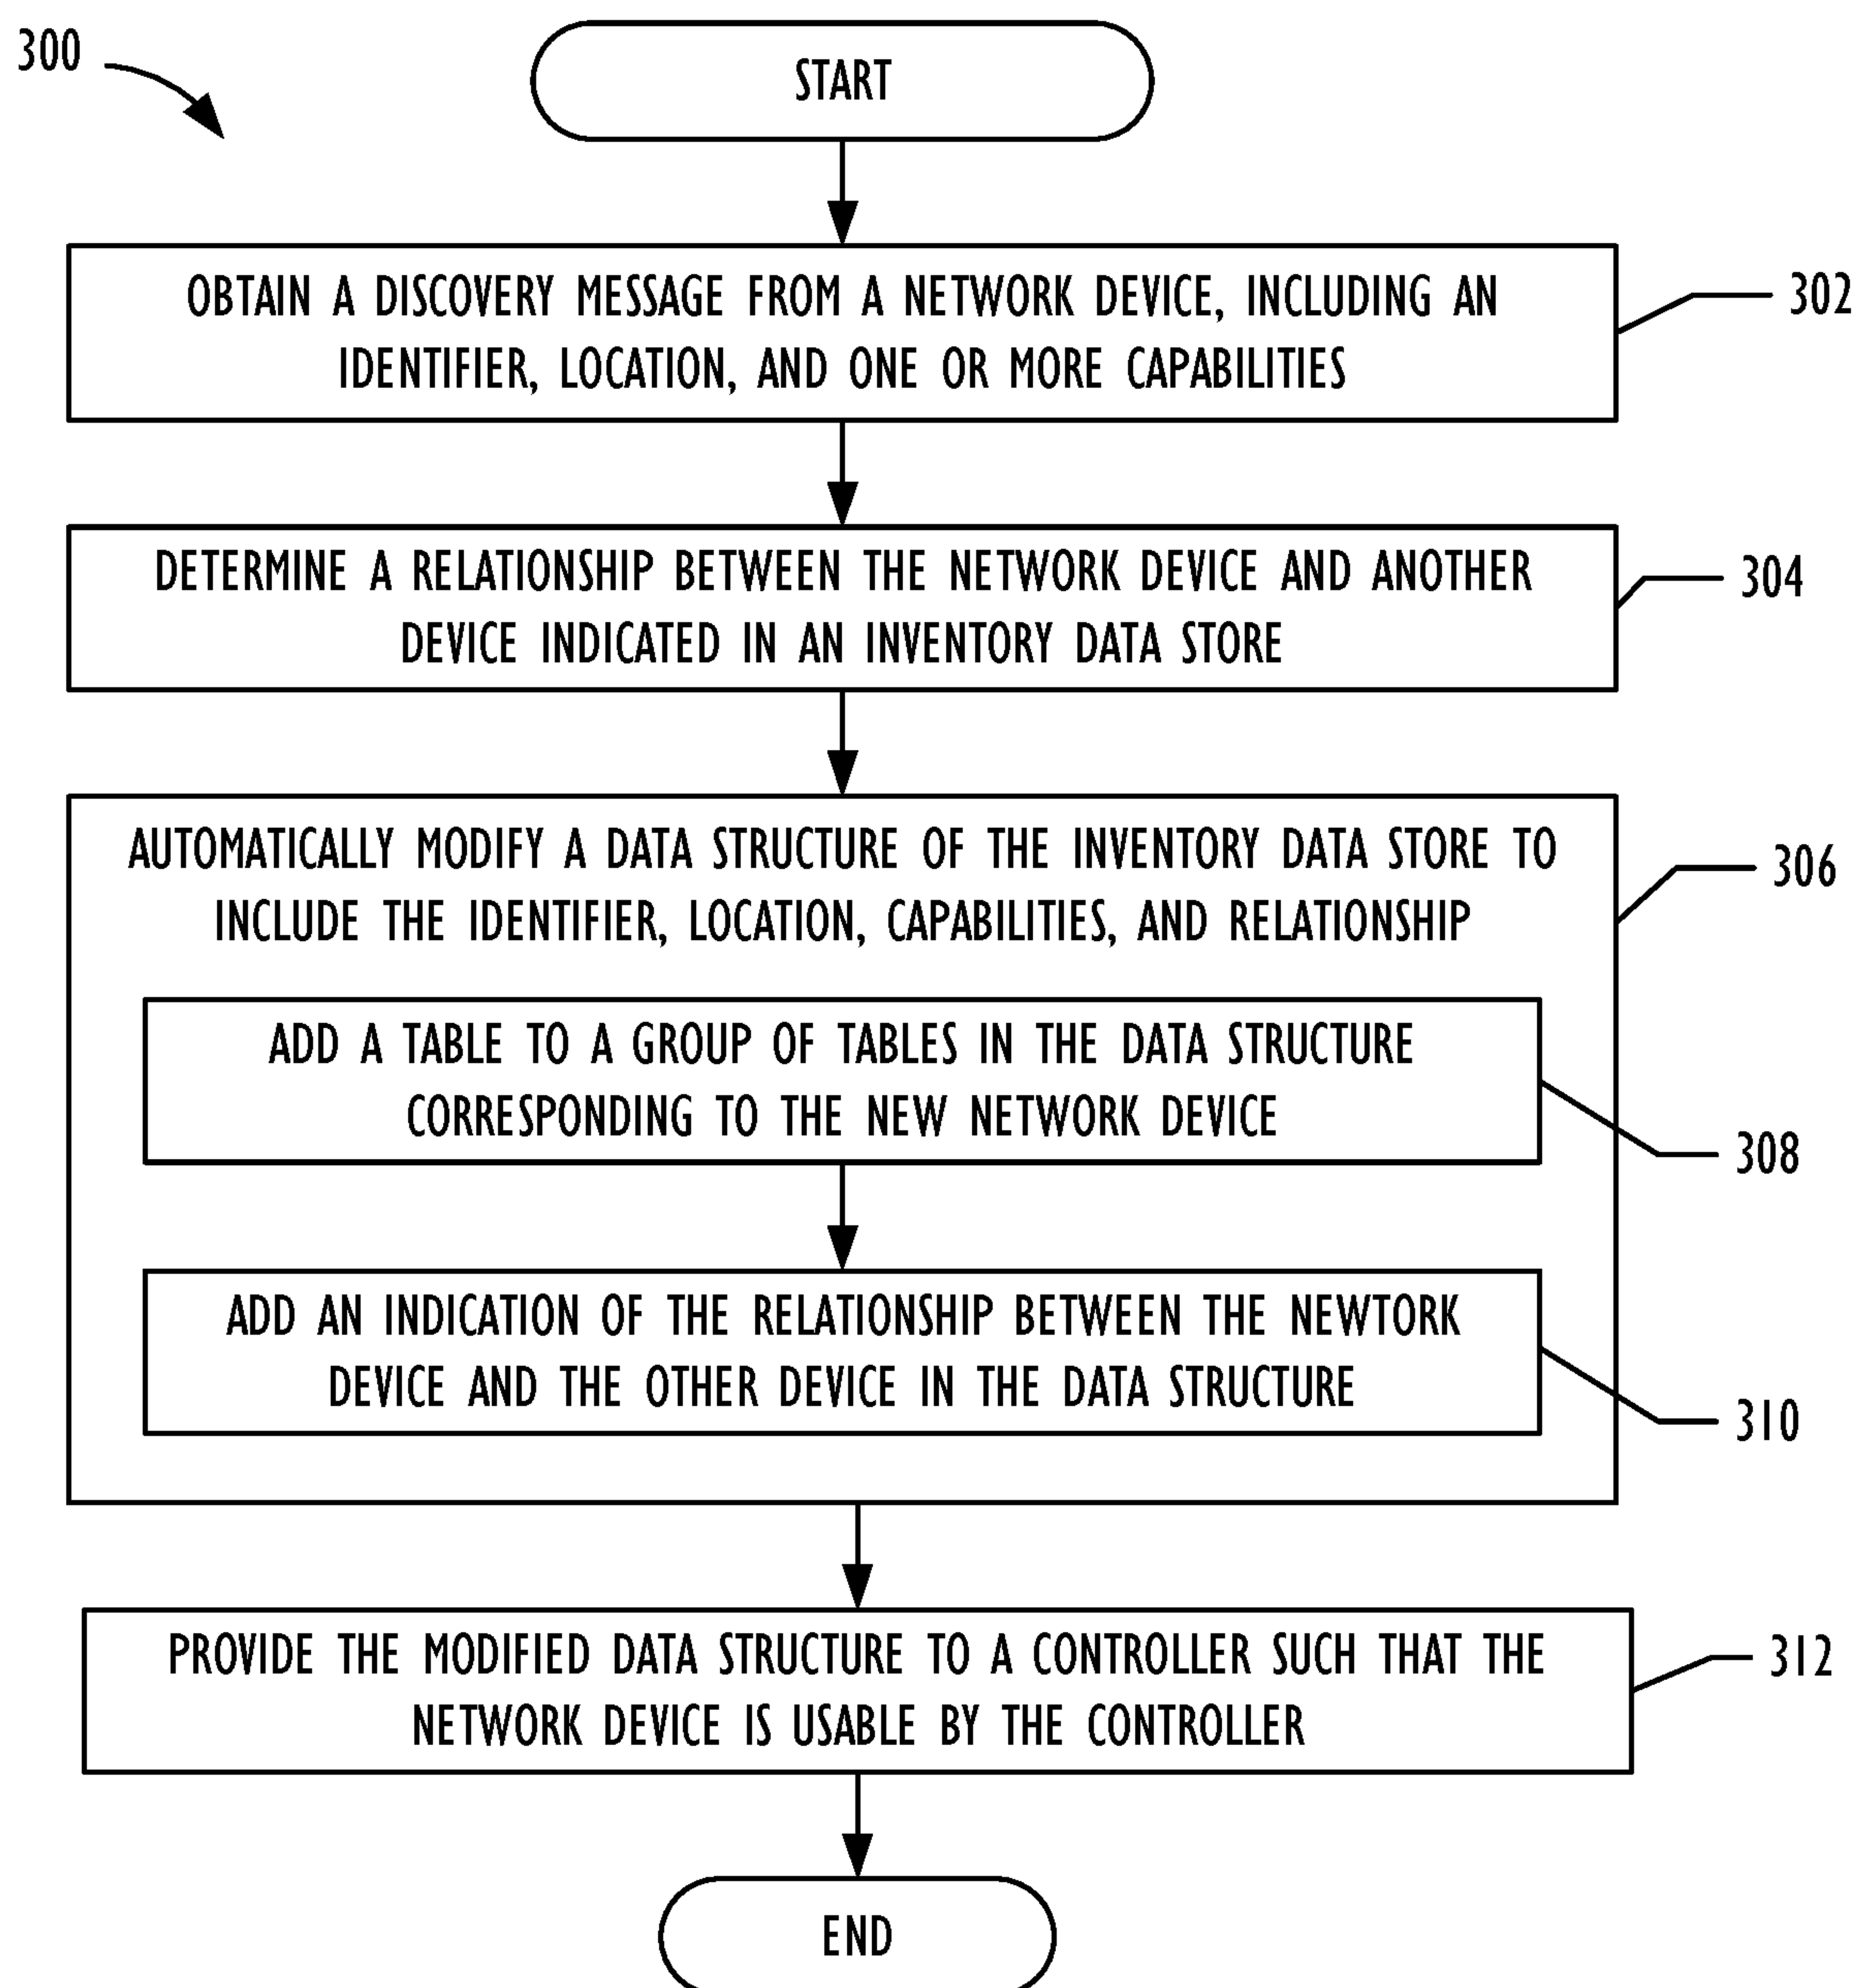 300
START
OBTAIN A DISCOVERY MESSAGE FROM A NETWORK DEVICE, INCLUDING AN
IDENTIFIER, LOCATION, AND ONE OR MORE CAPABILITIES
302
DETERMINE A RELATIONSHIP BETWEEN THE NETWORK DEVICE AND ANOTHER
DEVICE INDICATED IN AN INVENTORY DATA STORE
304
AUTOMATICALLY MODIFY A DATA STRUCTURE OF THE INVENTORY DATA STORE TO
INCLUDE THE IDENTIFIER, LOCATION, CAPABILITIES, AND RELATIONSHIP
306
ADD A TABLE TO A GROUP OF TABLES IN THE DATA STRUCTURE
CORRESPONDING TO THE NEW NETWORK DEVICE
308
ADD AN INDICATION OF THE RELATIONSHIP BETWEEN THE NEWTORK
DEVICE AND THE OTHER DEVICE IN THE DATA STRUCTURE
310
PROVIDE THE MODIFIED DATA STRUCTURE TO A CONTROLLER SUCH THAT THE
NETWORK DEVICE IS USABLE BY THE CONTROLLER
312
END